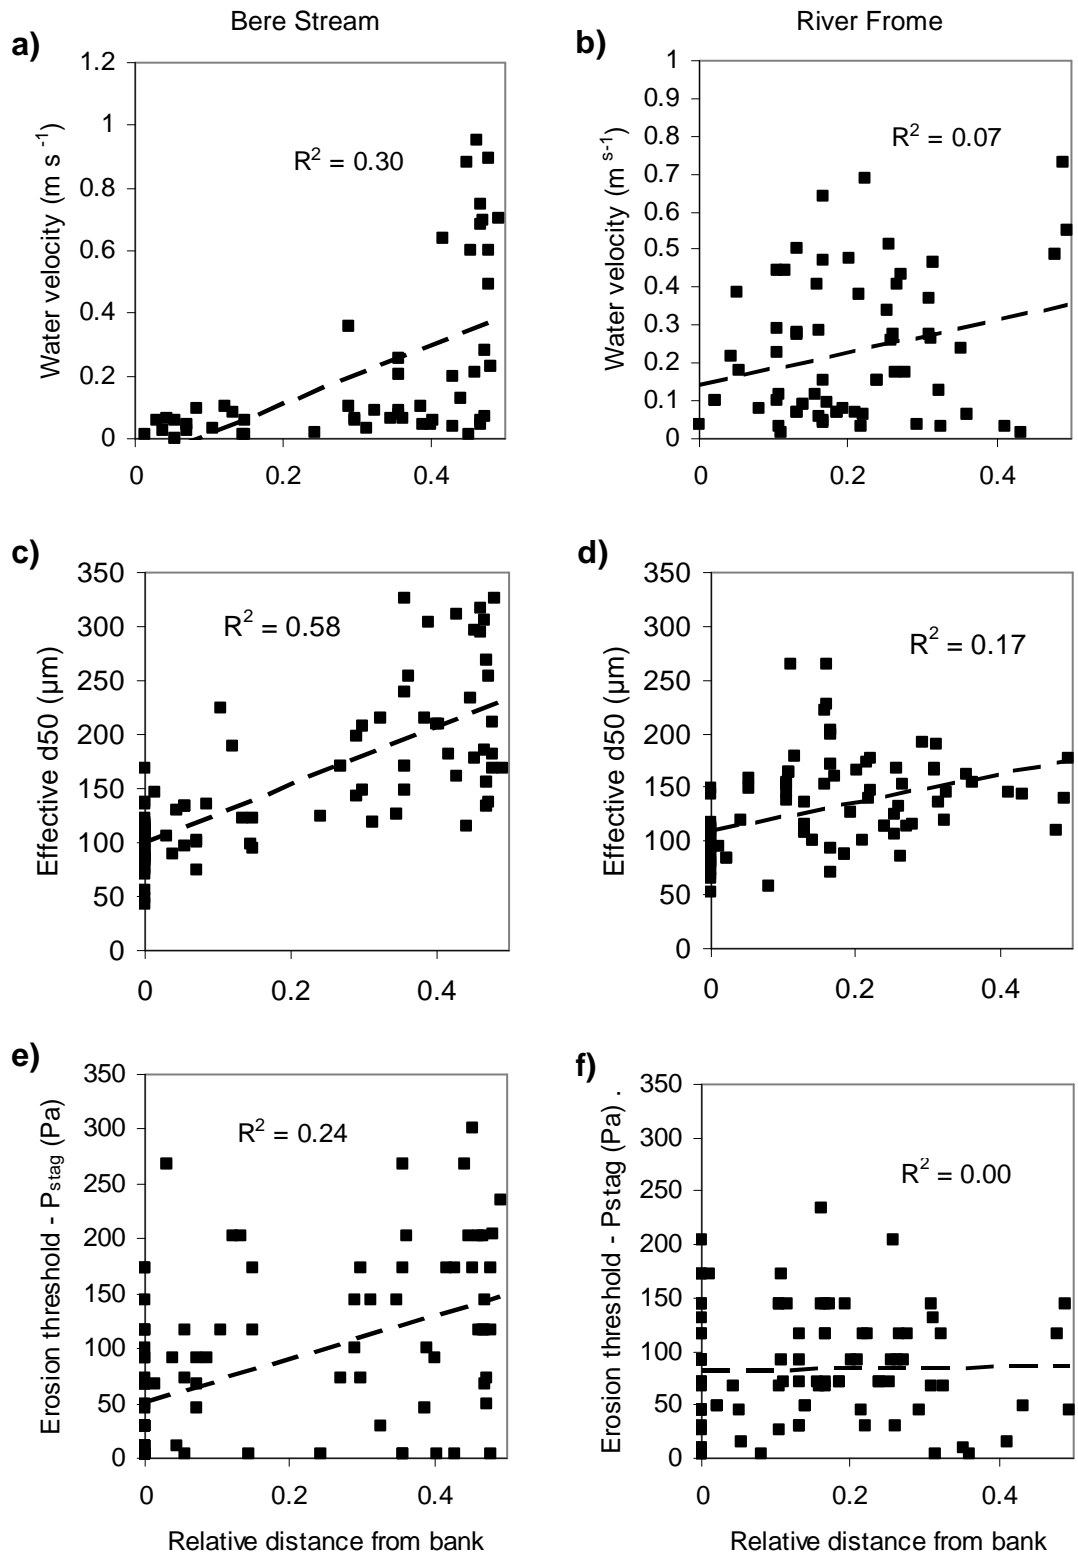 Bere Stream
River Frome
a)
Water velocity (m s -1)
1.2
1
0.8
0.6
0.4
0.2
0
R2 = 0.30
0 0.2 0.4
b)
Water velocity (m s-1)
1
0.9
0.8
0.7
0.6
0.5
0.4
0.3
0.2
0.1
0
R2 = 0.07
0 0.2 0.4
c)
Effective d50 (µm)
350
300
250
200
150
100
50
0
R2 = 0.58
0 0.2 0.4
d)
Effective d50 (µm)
350
300
250
200
150
100
50
0
R2 = 0.17
0 0.2 0.4
e)
Erosion threshold - Pstag (Pa)
350
300
250
200
150
100
50
0
R2 = 0.24
0 0.2 0.4
Relative distance from bank
f)
Erosion threshold - Pstag (Pa) .
350
300
250
200
150
100
50
0
R2 = 0.00
0 0.2 0.4
Relative distance from bank